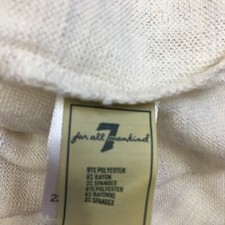 7
for all mankind
91% POLYESTER
6% RAYON
3% SPANDEX
91% POLYESTER
6% RAYONNE
3% SPANDEX